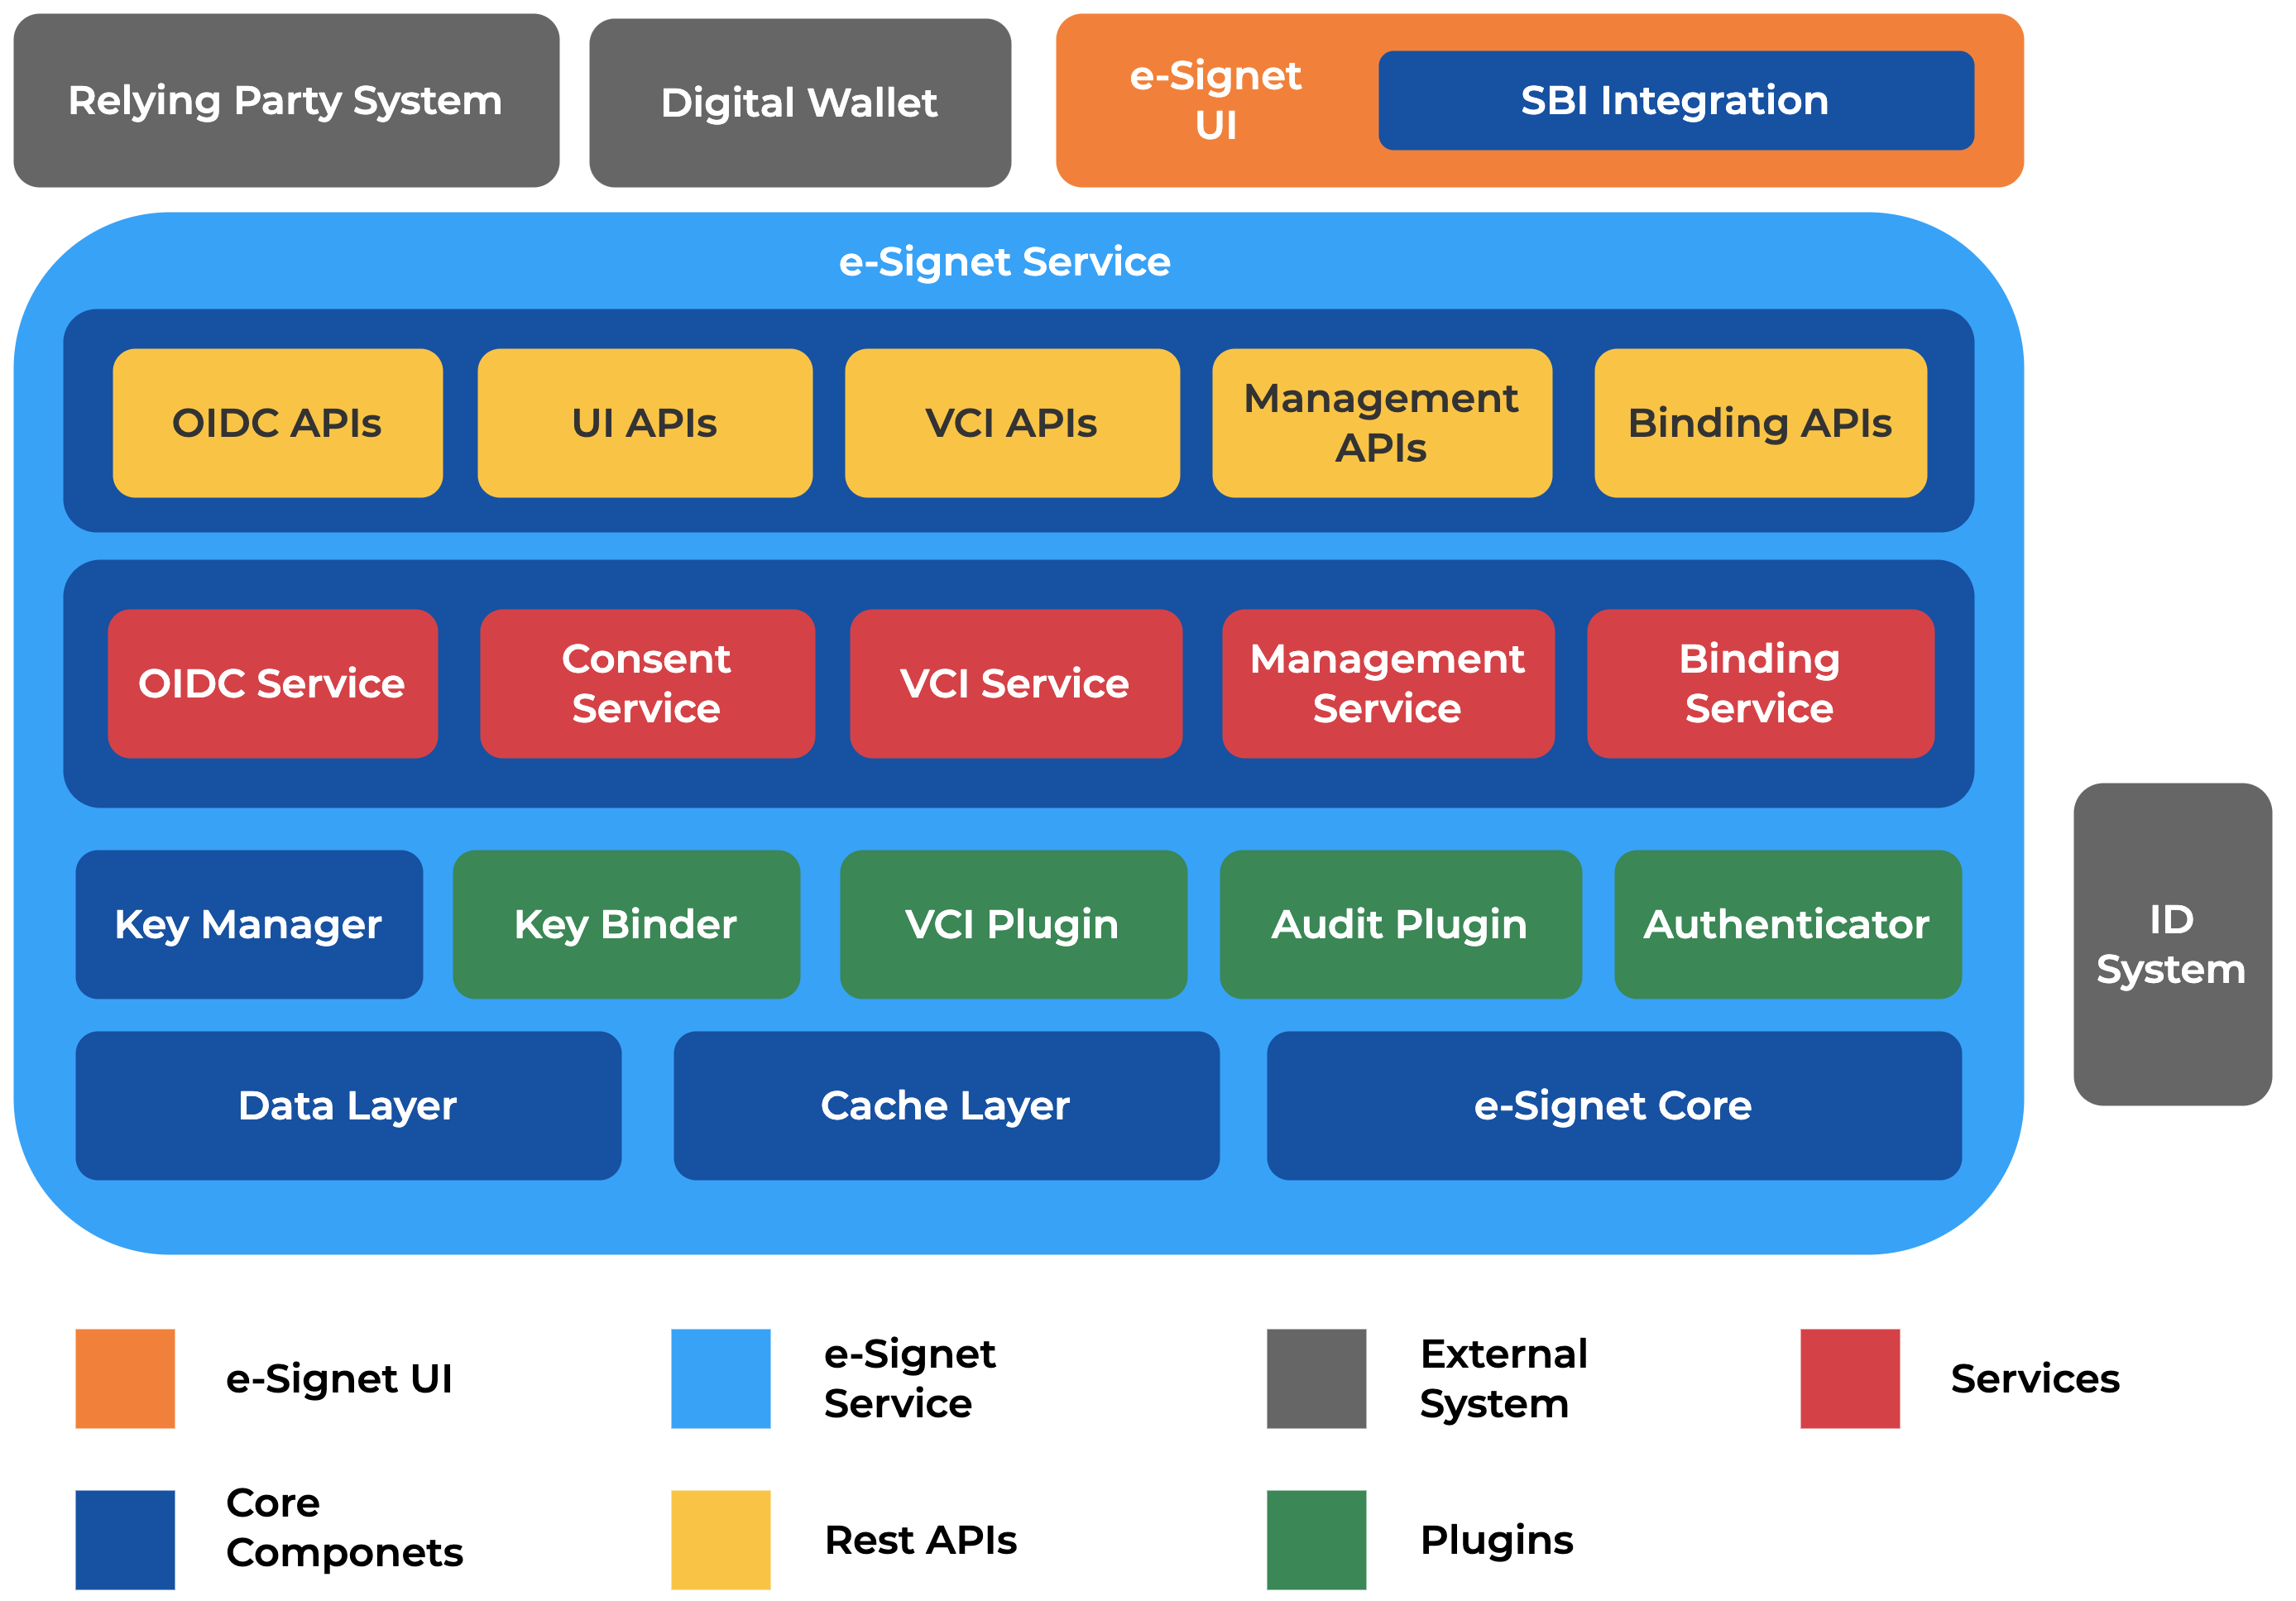 Relying Party System
Digital Wallet
e-Signet
UI
SBI Integration
e-Signet Service
OIDC APIs
UI APIs
VCI APIs
Management
APIs
Binding APIs
OIDC Service
Consent
Service
VCI Service
Management
Service
Binding
Service
Key Manager
Key Binder
VCI Plugin
Audit Plugin
Authenticator
ID
System
Data Layer
Cache Layer
e-Signet Core
e-Signet UI
e-Signet
Service
External
System
Services
Core
Componets
Rest APIs
Plugins